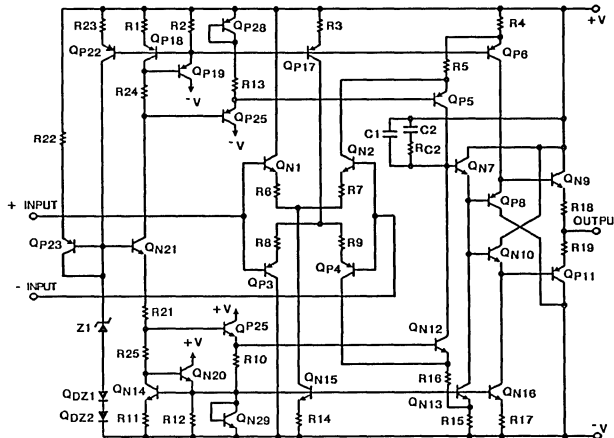 R23 R1 R2 QP28 R3 R4 +V
QP22 QP18 QP17 R5 QP6
QP19 R13
-V
R24 QP5
QP25
-V
R22 C1 C2
RC2
QN1 QN2 QN7 QN9
R6 R7 QP8 R18
+ INPUT OUTPU
R8 R9 QN10 R19
QP23 QN21 QP3 QP4 QP11
- INPUT
R21 +V
QP25 QN12
Z1 R25 +V
QN20 R10 QN15 R16
QDZ1 QN14 QN13 QN16
QDZ2 R11 R12 QN29 R14 R15 R17 -V